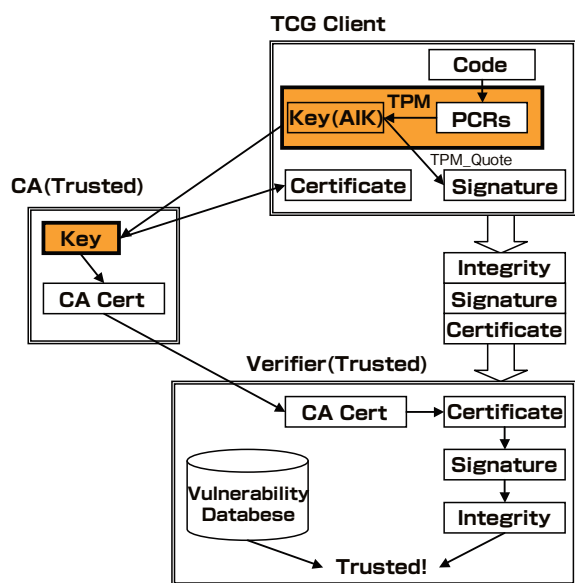 TCG Client
Code
TPM
Key(AIK)
PCRs
TPM_Quote
Certificate
Signature
CA(Trusted)
Key
CA Cert
Integrity
Signature
Certificate
Verifier(Trusted)
CA Cert
Certificate
Signature
Vulnerability
Databese
Integrity
Trusted!